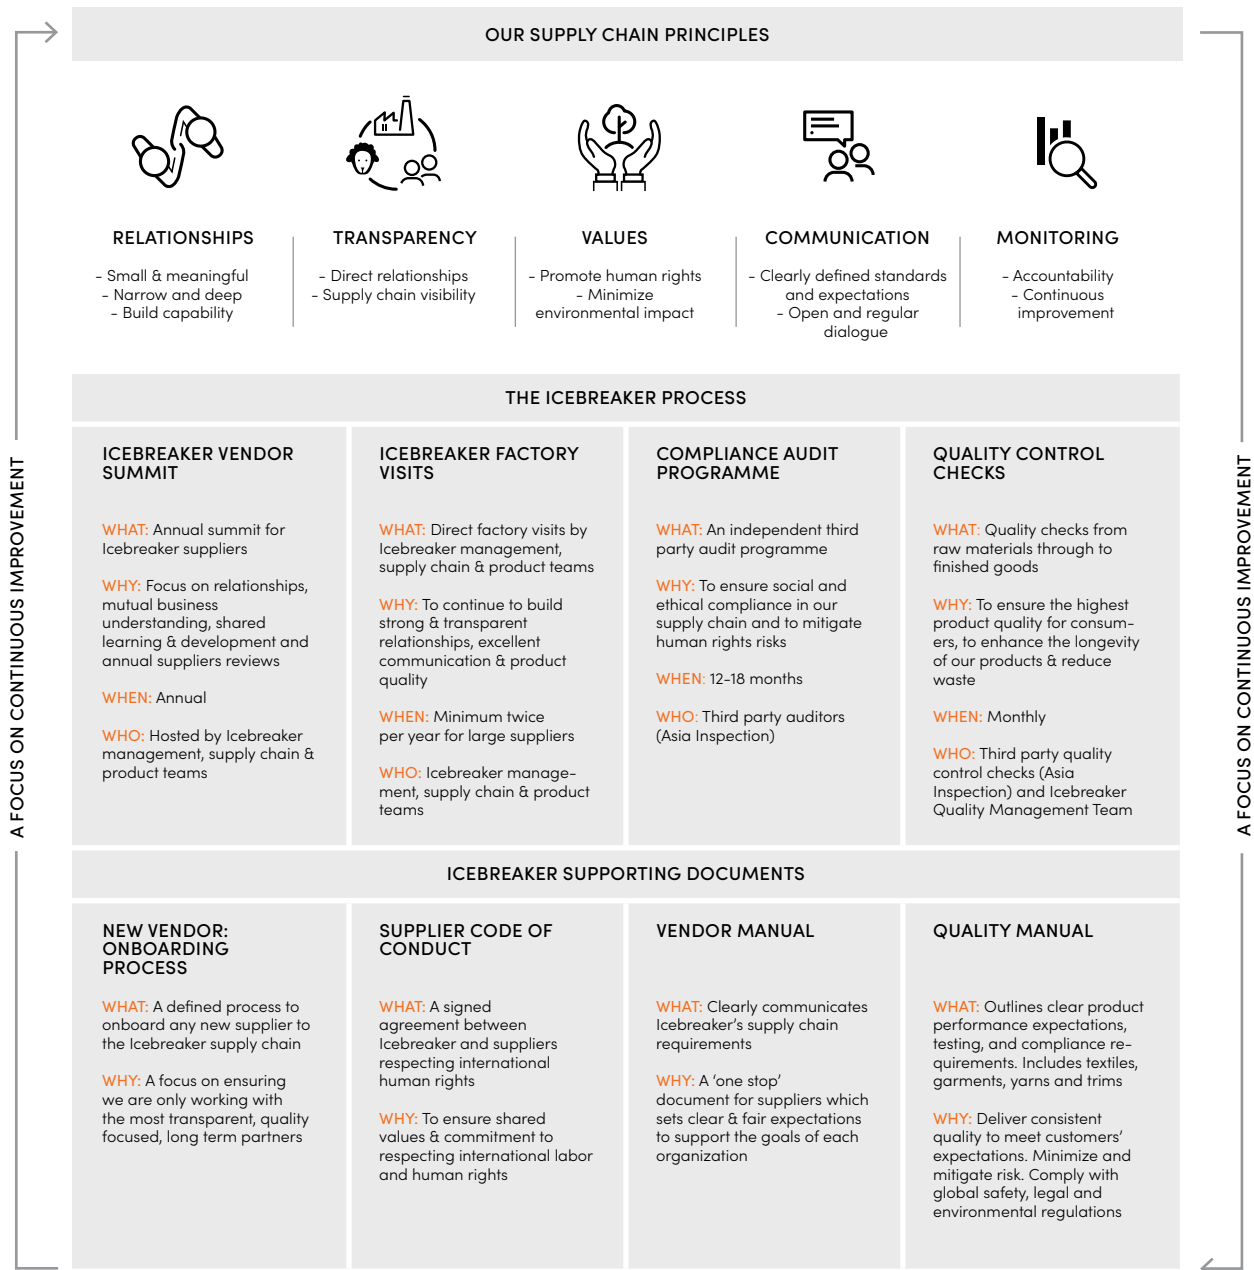 OUR SUPPLY CHAIN PRINCIPLES
RELATIONSHIPS
- Small & meaningful
- Narrow and deep
- Build capability
TRANSPARENCY
- Direct relationships
- Supply chain visibility
VALUES
- Promote human rights
- Minimize
environmental impact
COMMUNICATION
- Clearly defined standards
and expectations
- Open and regular
dialogue
MONITORING
- Accountability
- Continuous
improvement
A FOCUS ON CONTINUOUS IMPROVEMENT
THE ICEBREAKER PROCESS
ICEBREAKER VENDOR
SUMMIT
WHAT: Annual summit for
Icebreaker suppliers
WHY: Focus on relationships,
mutual business
understanding, shared
learning & development and
annual suppliers reviews
WHEN: Annual
WHO: Hosted by Icebreaker
management, supply chain &
product teams
ICEBREAKER FACTORY
VISITS
WHAT: Direct factory visits by
Icebreaker management,
supply chain & product teams
WHY: To continue to build
strong & transparent
relationships, excellent
communication & product
quality
WHEN: Minimum twice
per year for large suppliers
WHO: Icebreaker manage-
ment, supply chain & product
teams
COMPLIANCE AUDIT
PROGRAMME
WHAT: An independent third
party audit programme
WHY: To ensure social and
ethical compliance in our
supply chain and to mitigate
human rights risks
WHEN: 12-18 months
WHO: Third party auditors
(Asia Inspection)
QUALITY CONTROL
CHECKS
WHAT: Quality checks from
raw materials through to
finished goods
WHY: To ensure the highest
product quality for consum-
ers, to enhance the longevity
of our products & reduce
waste
WHEN: Monthly
WHO: Third party quality
control checks (Asia
Inspection) and Icebreaker
Quality Management Team
A FOCUS ON CONTINUOUS IMPROVEMENT
ICEBREAKER SUPPORTING DOCUMENTS
NEW VENDOR:
ONBOARDING
PROCESS
WHAT: A defined process to
onboard any new supplier to
the Icebreaker supply chain
WHY: A focus on ensuring
we are only working with
the most transparent, quality
focused, long term partners
SUPPLIER CODE OF
CONDUCT
WHAT: A signed
agreement between
Icebreaker and suppliers
respecting international
human rights
WHY: To ensure shared
values & commitment to
respecting international labor
and human rights
VENDOR MANUAL
WHAT: Clearly communicates
Icebreaker's supply chain
requirements
WHY: A 'one stop'
document for suppliers which
sets clear & fair expectations
to support the goals of each
organization
QUALITY MANUAL
WHAT: Outlines clear product
performance expectations,
testing, and compliance re-
quirements. Includes textiles,
garments, yarns and trims
WHY: Deliver consistent
quality to meet customers'
expectations. Minimize and
mitigate risk. Comply with
global safety, legal and
environmental regulations